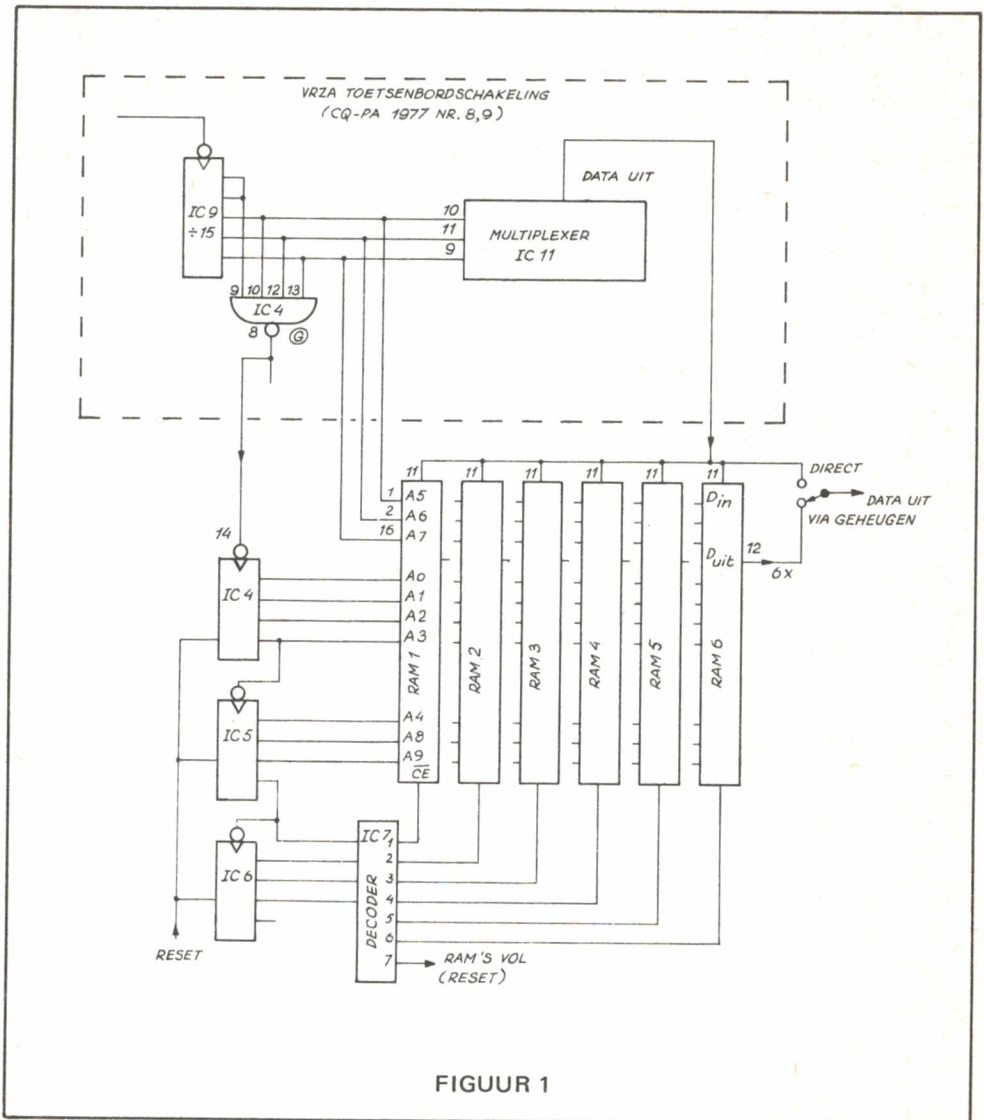 VRZA TOETSENBORDSCHAKELING
(CQ-PA 1977 NR. 8,9)
DATA UIT
IC 9
÷15
10
11
9
MULTIPLEXER
IC 11
9 10 12 13
IC 4
8
G
11 11 11 11 11 11
DIRECT
DATA UIT
VIA GEHEUGEN
1 A5
2 A6
16 A7
Din
Duit
12
6x
14
IC 4
A0
A1
A2
A3
RAM 1
RAM 2
RAM 3
RAM 4
RAM 5
RAM 6
IC 5
A4
A8
A9
CE
IC 6
IC 7
DECODER
1
2
3
4
5
6
7
RESET
RAM'S VOL
(RESET)
FIGUUR 1